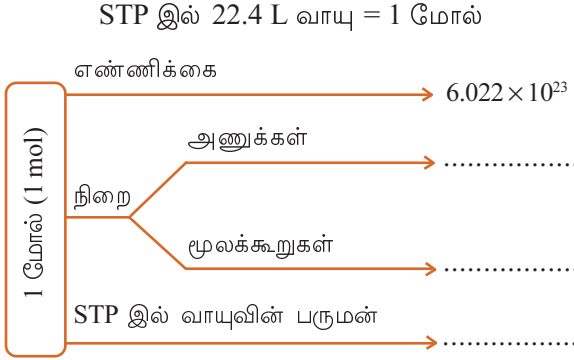 STP இல் 22.4 L வாயு = 1 மோல்
1 மோல் (1 mol)
எண்ணிக்கை
6.022 × 10²³
நிறை
அணுக்கள்
..................
மூலக்கூறுகள்
..................
STP இல் வாயுவின் பருமன்
..................